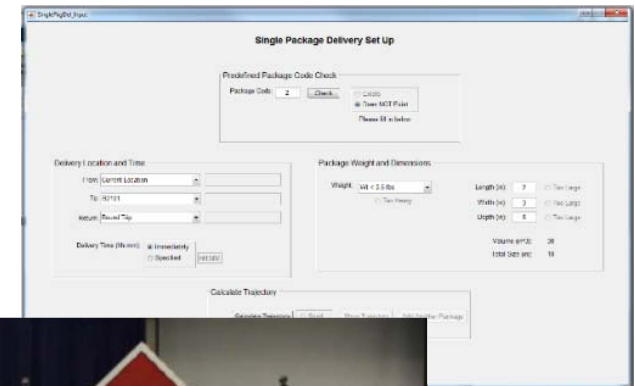 SinglePkgDel_Input
Single Package Delivery Set Up
Predefined Package Code Check
Package Code: 2 Check
Exists
Does NOT Exist
Please fill in below
Delivery Location and Time
From: Current Location
To:
Return: Round Trip
Delivery Time (hh:mm): Immediately
Specified
Package Weight and Dimensions
Weight: Wt < 5.5 lbs
Too Heavy
Length (in): Too Large
Width (in): 3 Too Large
Depth (in): Too Large
Volume (in^3):
Total Size (in):
Calculate Trajectory
Calculate Trajectory Show Trajectory Add Another Package